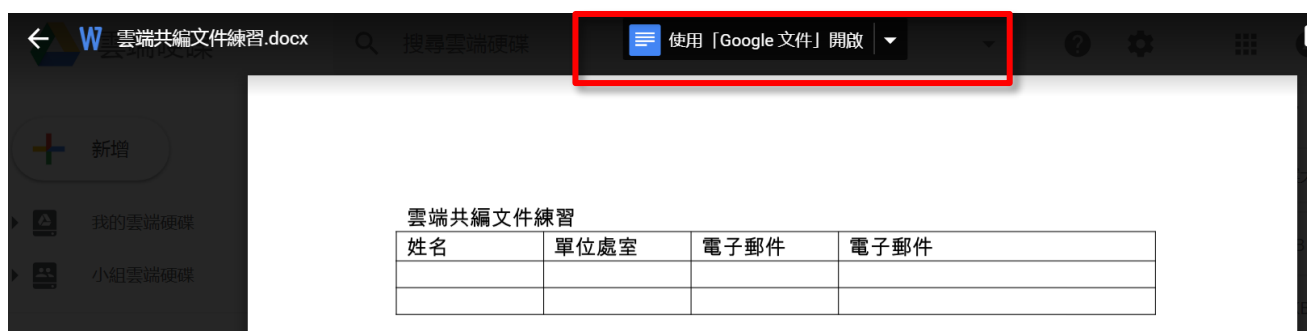 雲端共編文件練習.docx
搜尋雲端硬碟
使用「Google 文件」開啟
新增
我的雲端硬碟
小組雲端硬碟
雲端共編文件練習
姓名 單位處室 電子郵件 電子郵件